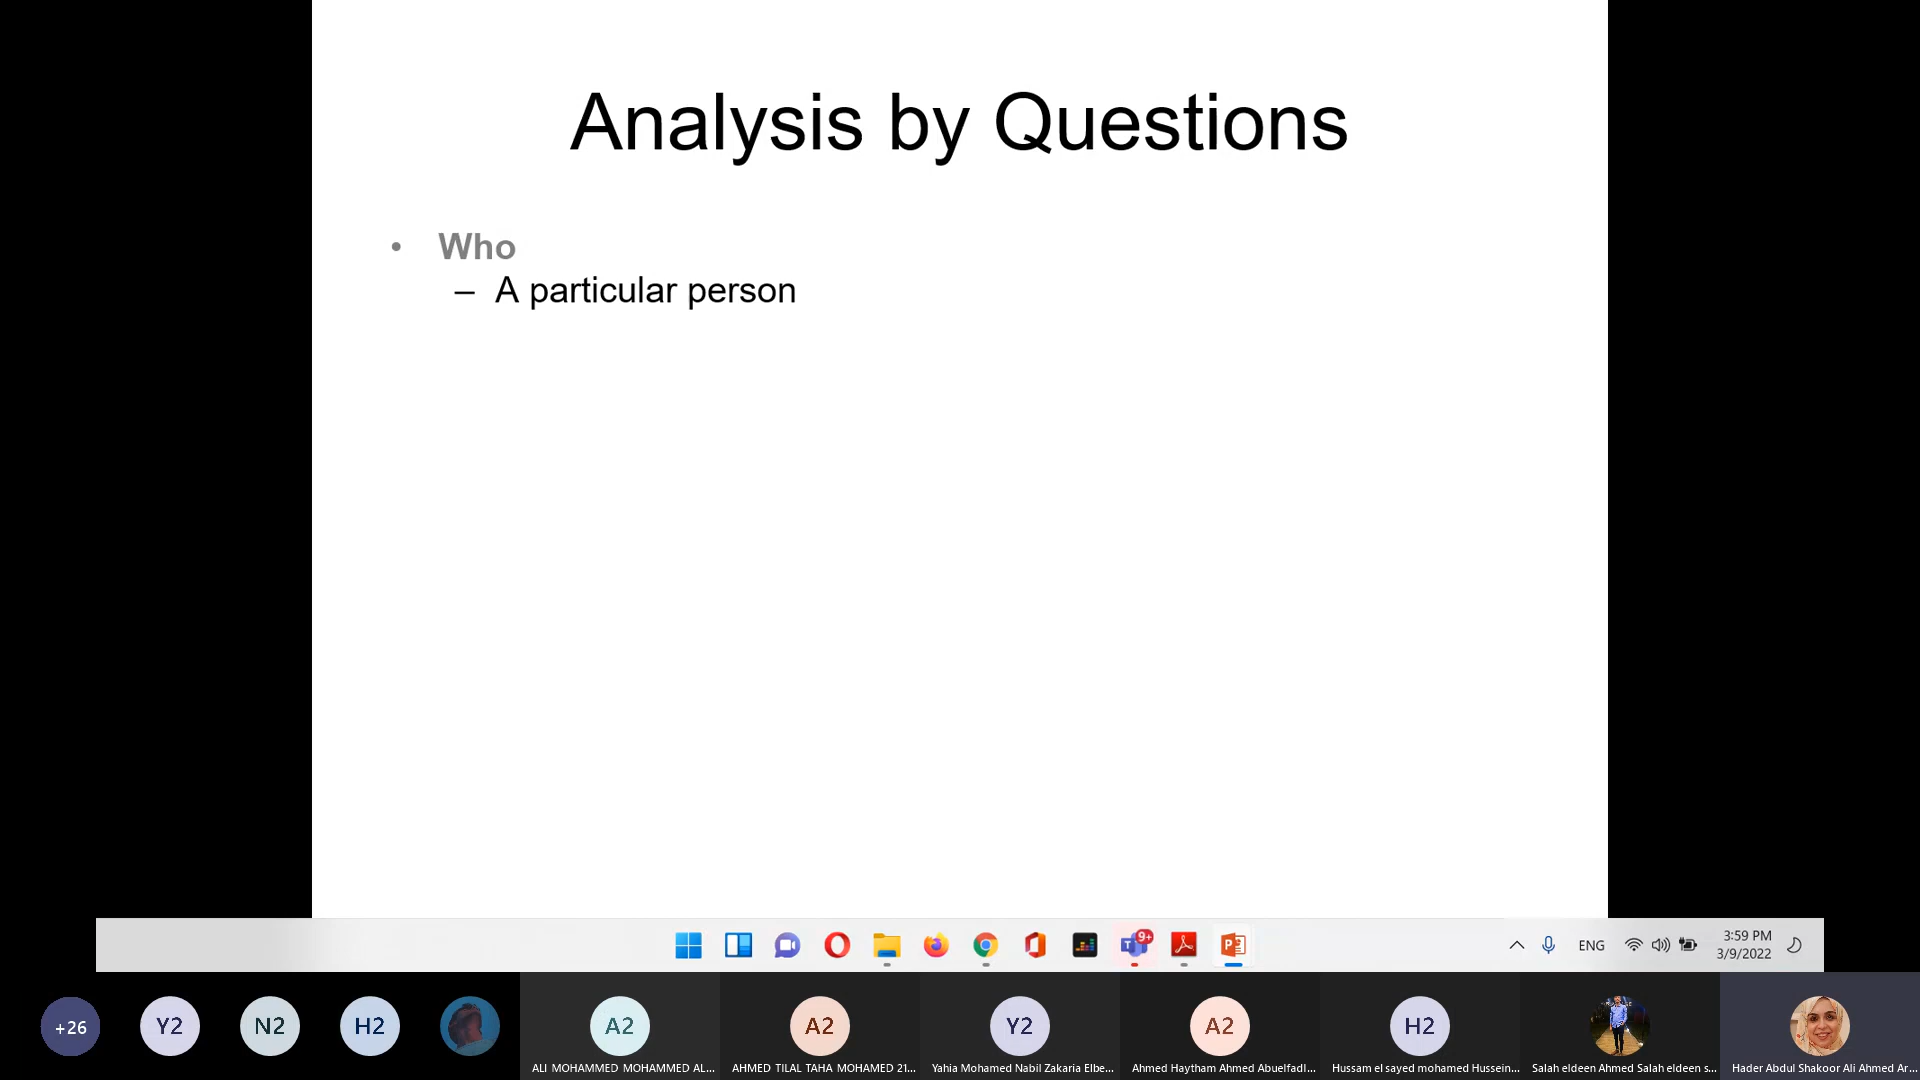 Analysis by Questions
• Who
– A particular person
9+
ENG
3:59 PM
3/9/2022
+26
Y2
N2
H2
A2
A2
Y2
A2
H2
ALI MOHAMMED MOHAMMED AL...
AHMED TILAL TAHA MOHAMED 21...
Yahia Mohamed Nabil Zakaria Elbe...
Ahmed Haytham Ahmed Abuelfadl...
Hussam el sayed mohamed Hussein...
Salah eldeen Ahmed Salah eldeen s...
Hader Abdul Shakoor Ali Ahmed Ar...